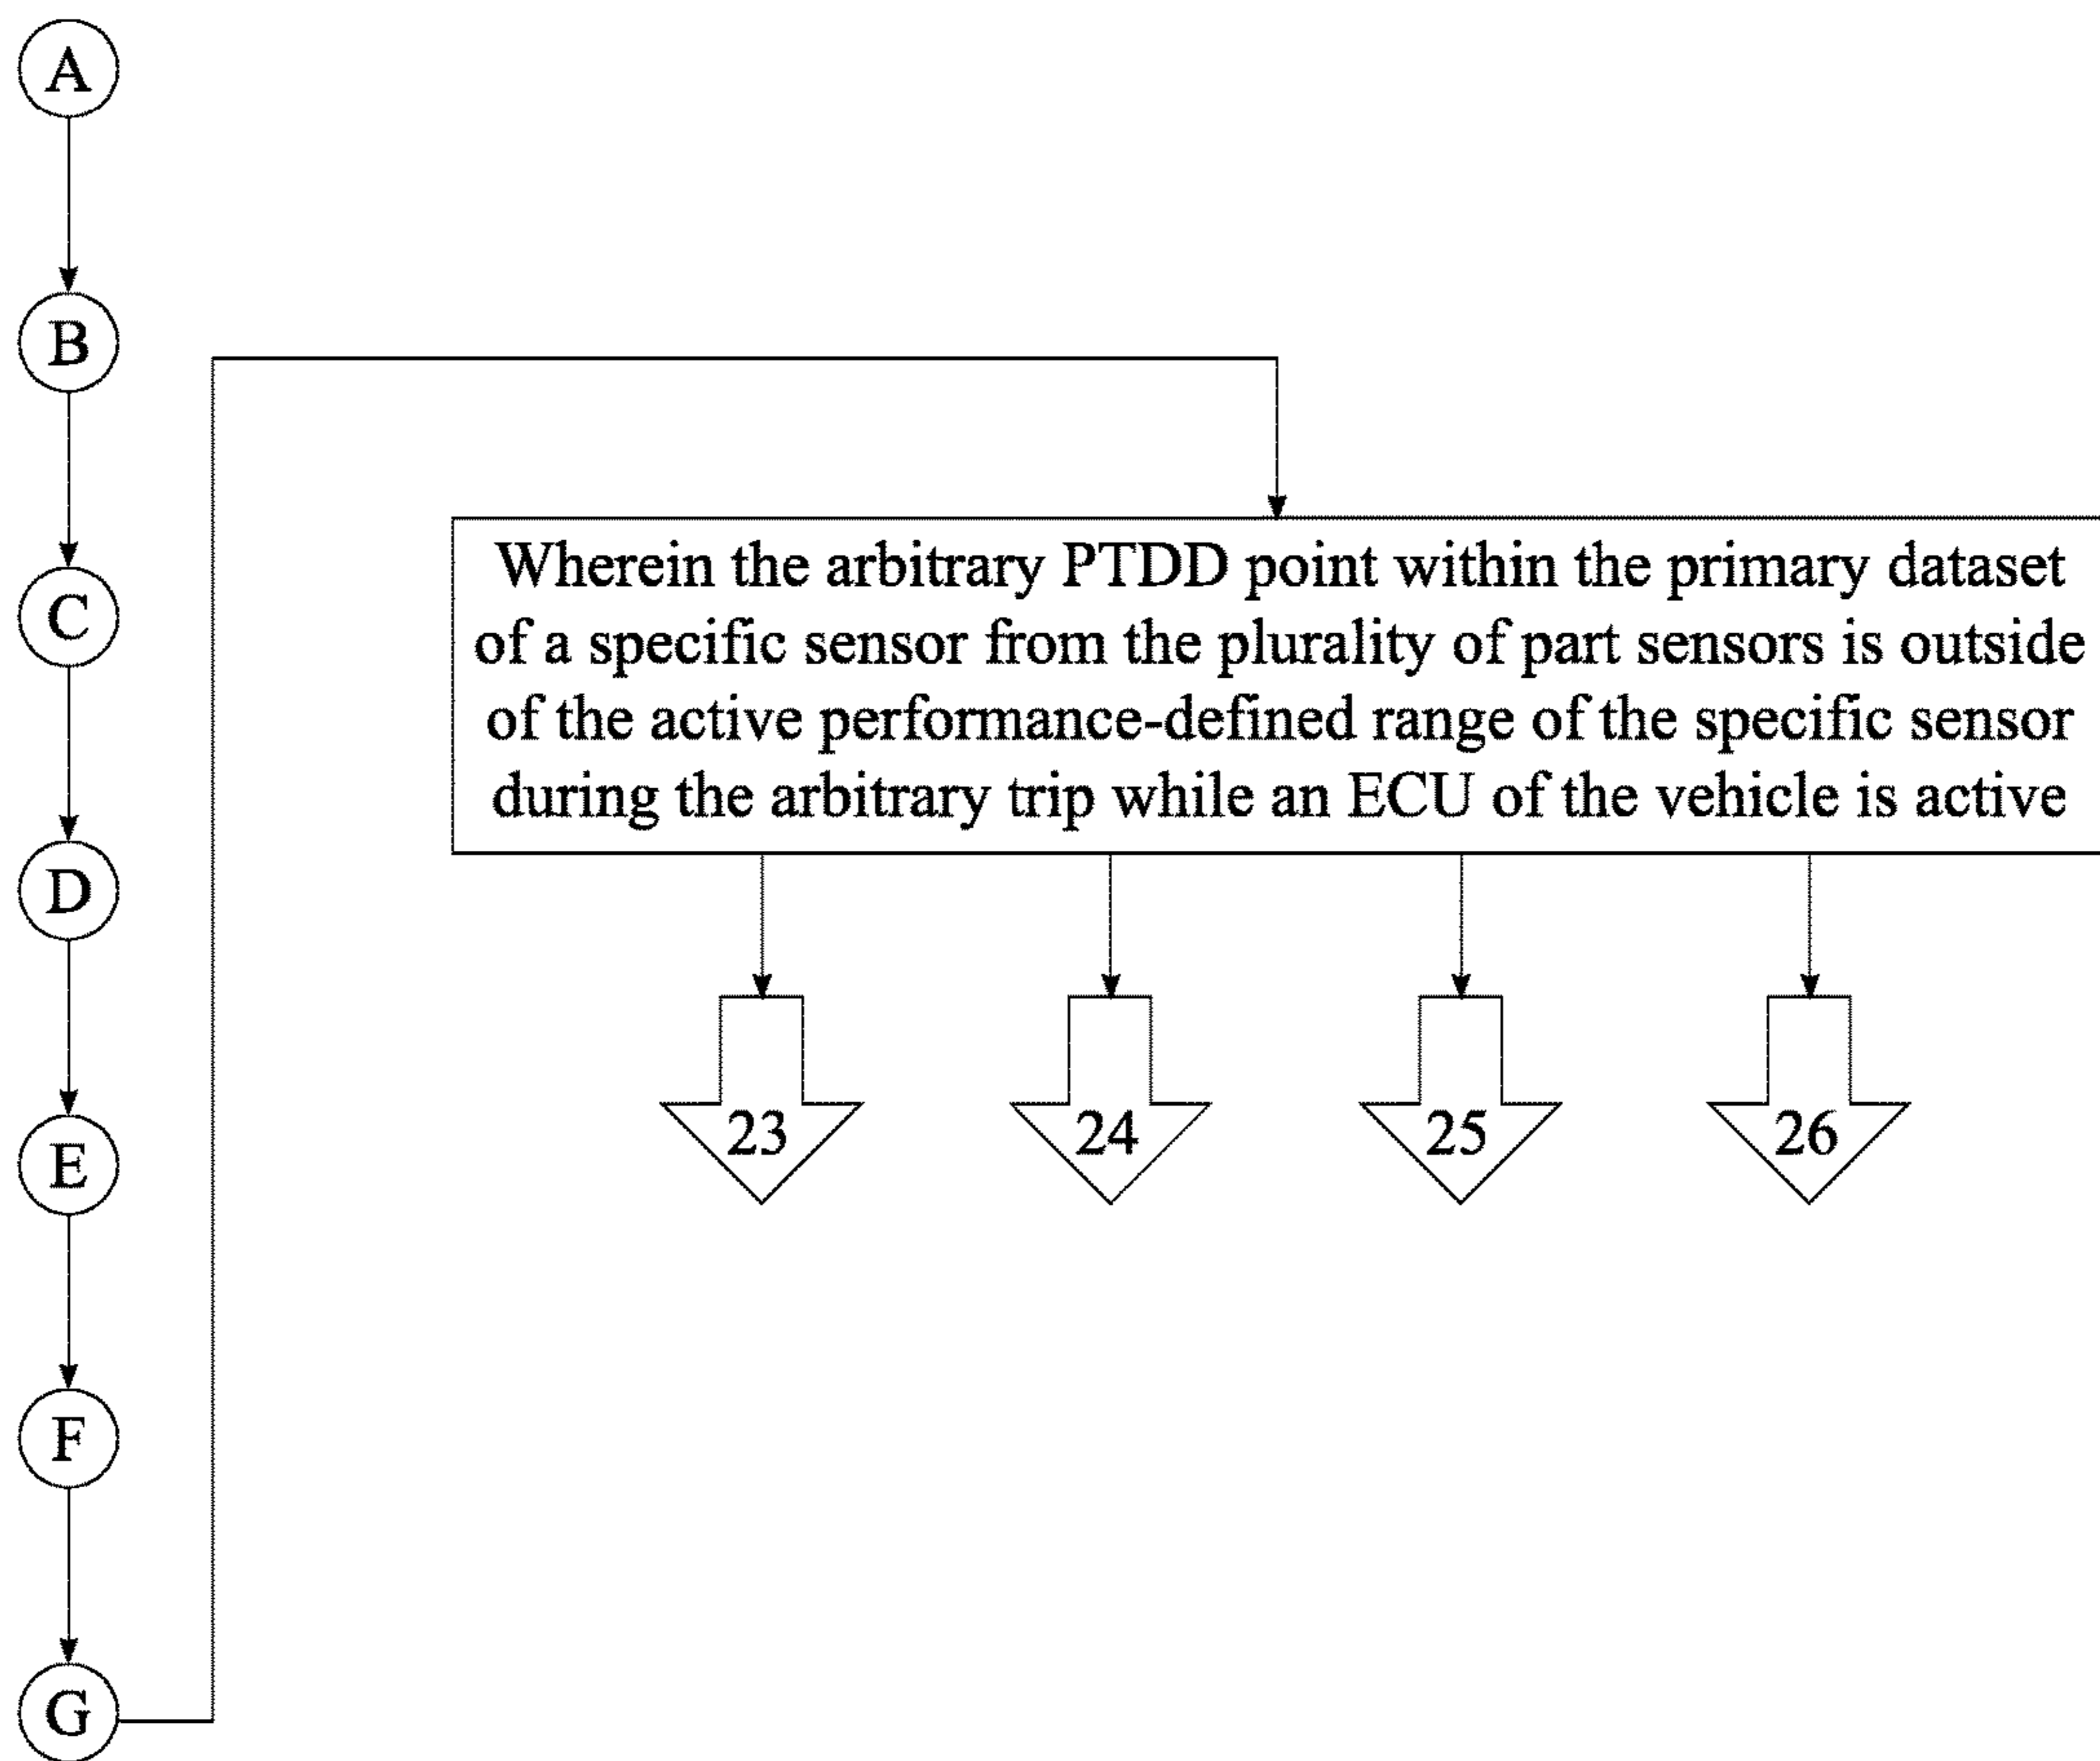 A
B
C
D
E
F
G
Wherein the arbitrary PTDD point within the primary dataset
of a specific sensor from the plurality of part sensors is outside
of the active performance-defined range of the specific sensor
during the arbitrary trip while an ECU of the vehicle is active
23 24 25 26